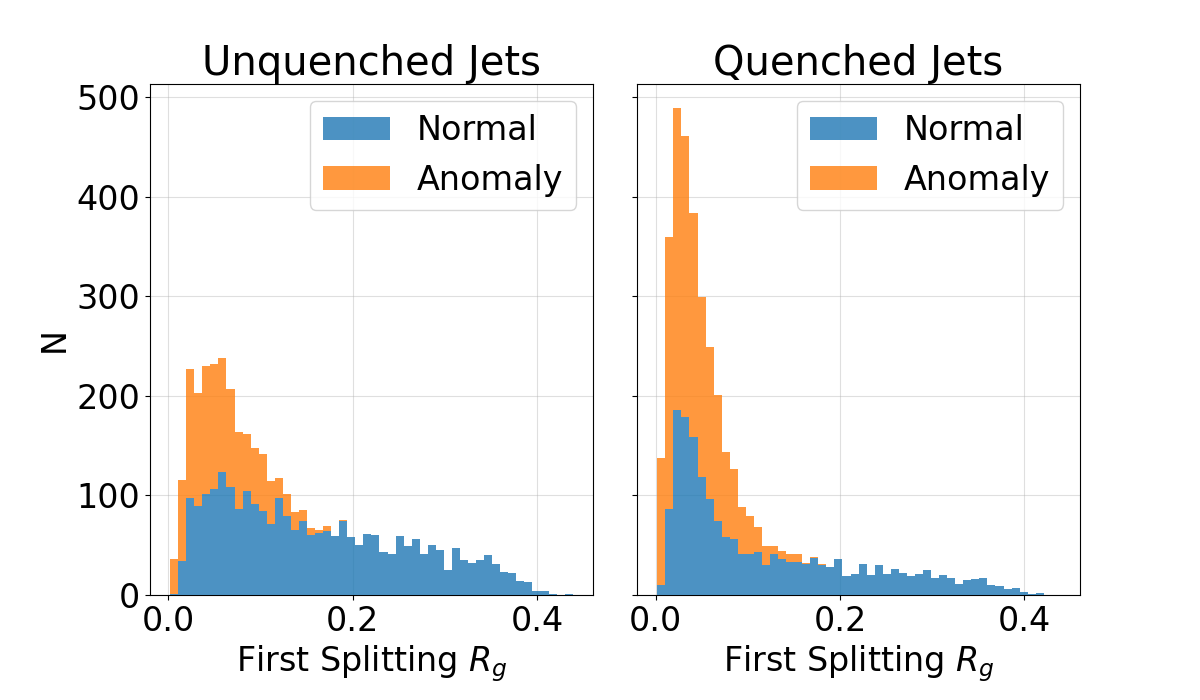 Unquenched Jets
Quenched Jets
500
400
300
200
100
0
N
Normal
Anomaly
Normal
Anomaly
0.0 0.2 0.4
0.0 0.2 0.4
First Splitting R_g
First Splitting R_g